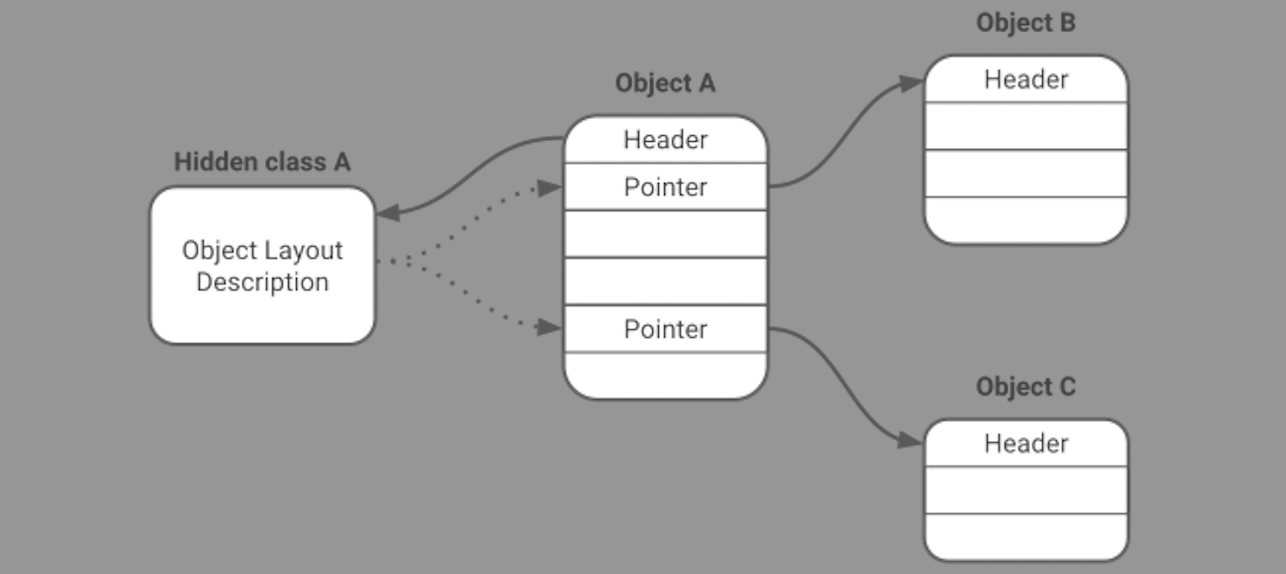 Hidden class A
Object Layout
Description
Object A
Header
Pointer
Pointer
Object B
Header
Object C
Header